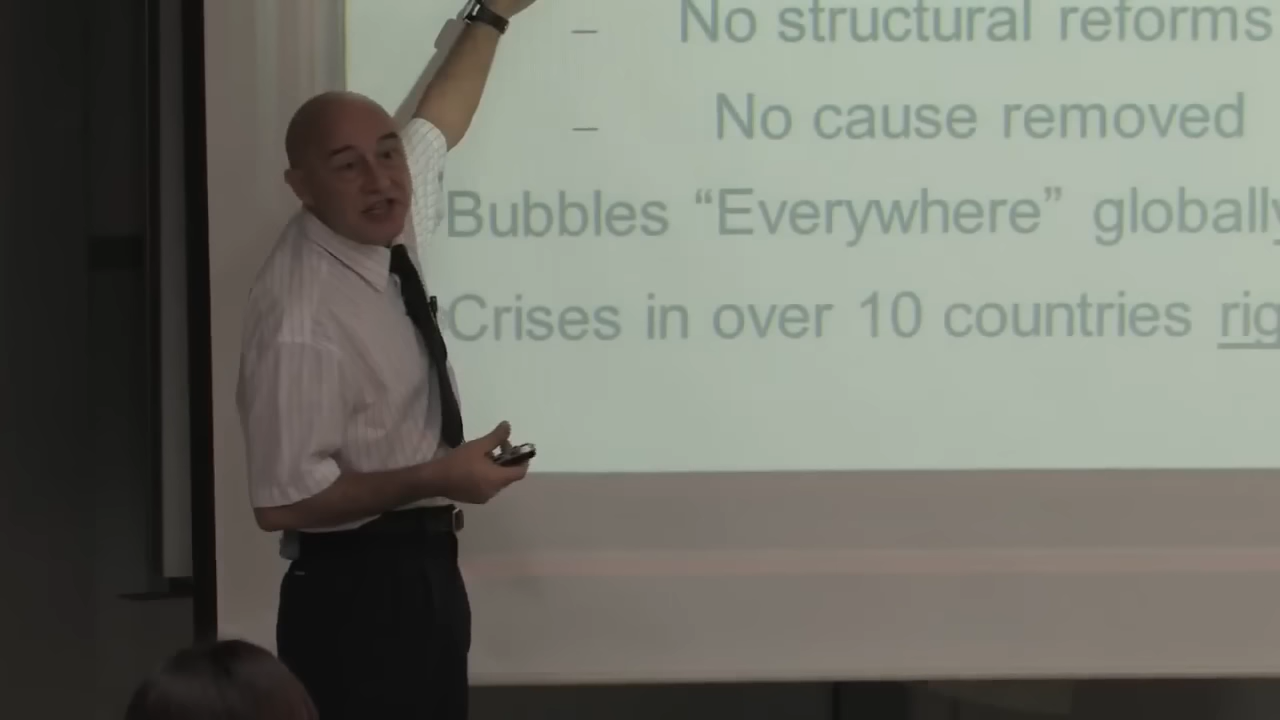 – No structural reforms
– No cause removed
Bubbles “Everywhere” globally
Crises in over 10 countries